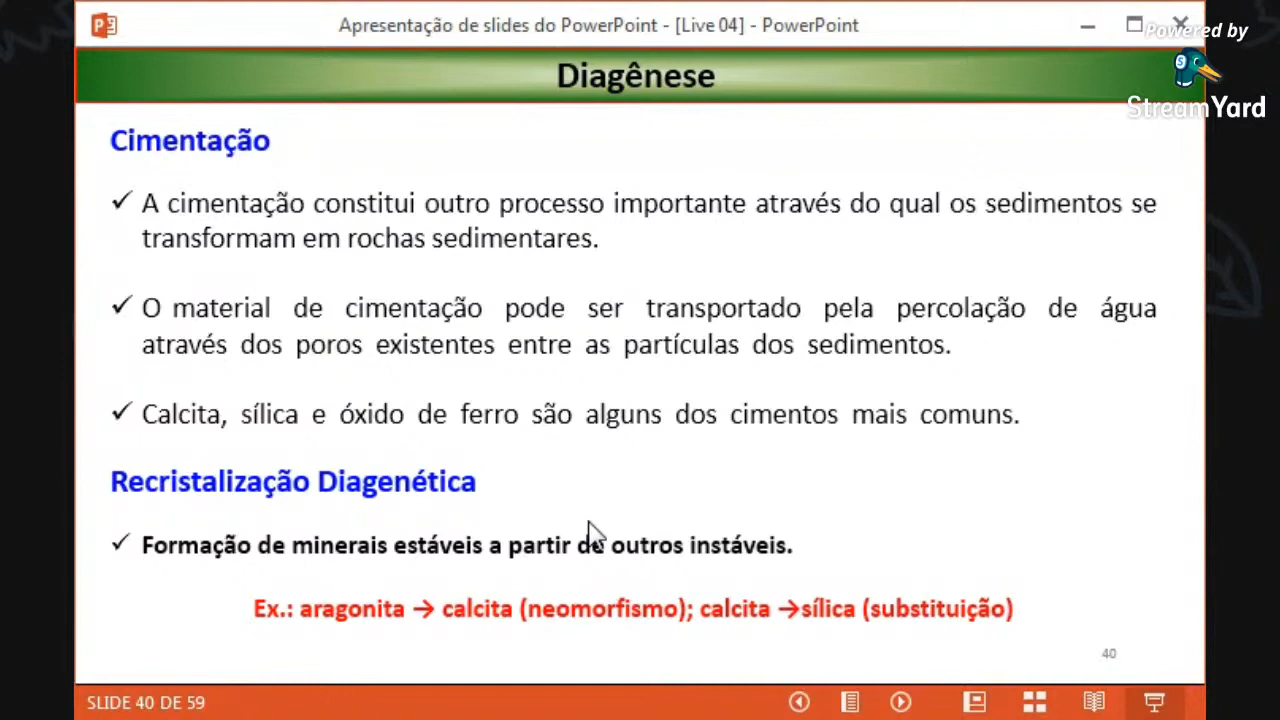 Apresentação de slides do PowerPoint - [Live 04] - PowerPoint
Powered by
StreamYard
Diagênese
Cimentação
✓ A cimentação constitui outro processo importante através do qual os sedimentos se
transformam em rochas sedimentares.
✓ O material de cimentação pode ser transportado pela percolação de água
através dos poros existentes entre as partículas dos sedimentos.
✓ Calcita, sílica e óxido de ferro são alguns dos cimentos mais comuns.
Recristalização Diagenética
✓ Formação de minerais estáveis a partir de outros instáveis.
Ex.: aragonita → calcita (neomorfismo); calcita →sílica (substituição)
40
SLIDE 40 DE 59